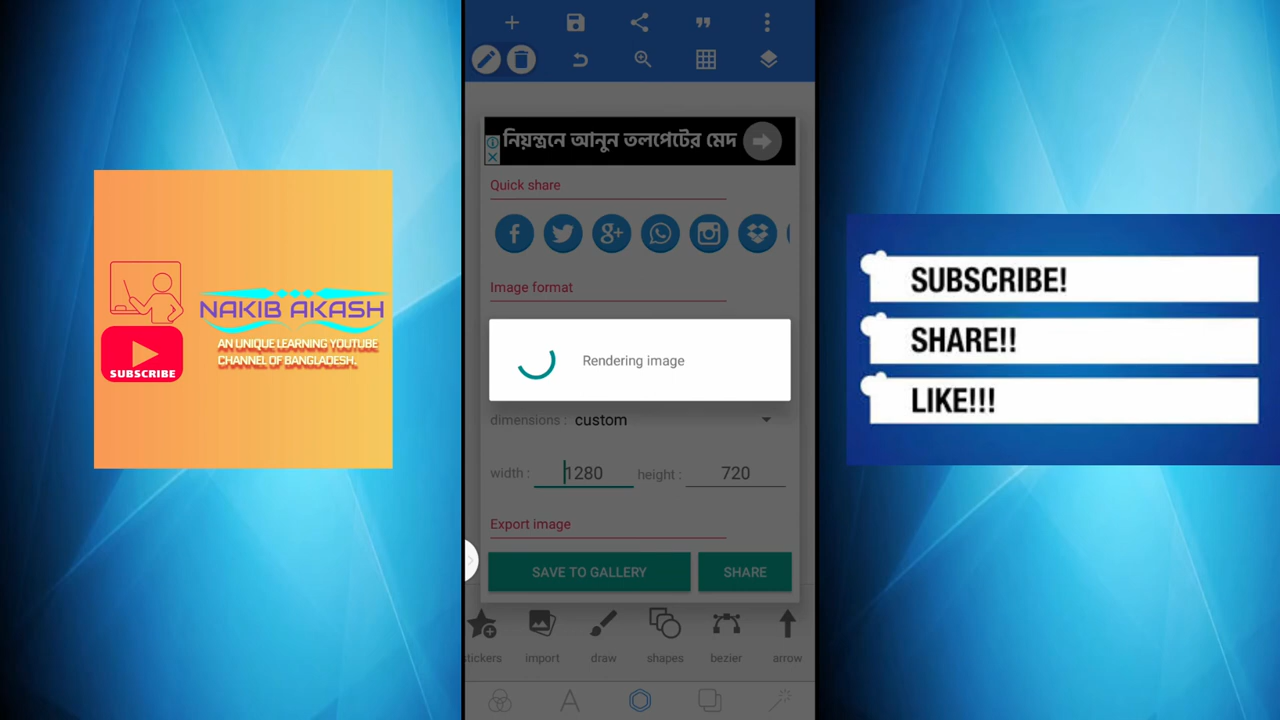 নিয়ন্ত্রনে আনুন তলপেটের মেদ
Quick share
Image format
Rendering image
dimensions : custom
width : 1280 height : 720
Export image
SAVE TO GALLERY SHARE
stickers import draw shapes bezier arrow
NAKIB AKASH
AN UNIQUE LEARNING YOUTUBE
CHANNEL OF BANGLADESH.
SUBSCRIBE
SUBSCRIBE!
SHARE!!
LIKE!!!